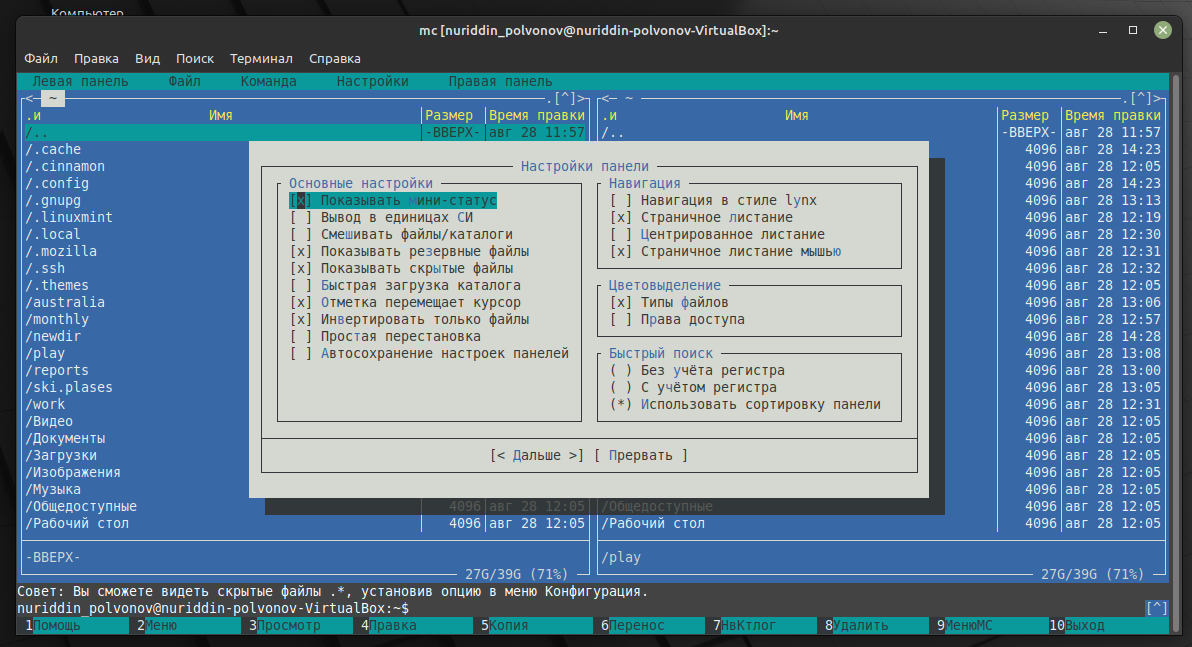 Компьютер
mc [nuriddin_polvonov@nuriddin-polvonov-VirtualBox]:~
Файл Правка Вид Поиск Терминал Справка
Левая панель Файл Команда Настройки Правая панель
<─ ~ .[^]> <─ ~ .[^]>
.и Имя Размер Время правки .и Имя Размер Время правки
/.. -ВВЕРХ- авг 28 11:57 /.. -ВВЕРХ- авг 28 11:57
/.cache 4096 авг 28 14:23
/.cinnamon 4096 авг 28 12:05
/.config 4096 авг 28 14:23
/.gnupg 4096 авг 28 13:13
/.linuxmint 4096 авг 28 12:19
/.local 4096 авг 28 12:30
/.mozilla 4096 авг 28 12:31
/.ssh 4096 авг 28 12:32
/.themes 4096 авг 28 12:05
/australia 4096 авг 28 13:06
/monthly 4096 авг 28 12:57
/newdir 4096 авг 28 14:28
/play 4096 авг 28 13:08
/reports 4096 авг 28 13:00
/ski.plases 4096 авг 28 13:05
/work 4096 авг 28 12:31
/Видео 4096 авг 28 12:05
/Документы 4096 авг 28 12:05
/Загрузки 4096 авг 28 12:05
/Изображения 4096 авг 28 12:05
/Музыка 4096 авг 28 12:05
/Общедоступные 4096 авг 28 12:05 /Общедоступные 4096 авг 28 12:05
/Рабочий стол 4096 авг 28 12:05 /Рабочий стол 4096 авг 28 12:05
Настройки панели
Основные настройки
[x] Показывать мини-статус
[ ] Вывод в единицах СИ
[ ] Смешивать файлы/каталоги
[x] Показывать резервные файлы
[x] Показывать скрытые файлы
[ ] Быстрая загрузка каталога
[x] Отметка перемещает курсор
[x] Инвертировать только файлы
[ ] Простая перестановка
[ ] Автосохранение настроек панелей
Навигация
[ ] Навигация в стиле lynx
[x] Страничное листание
[ ] Центрированное листание
[x] Страничное листание мышью
Цветовыделение
[x] Типы файлов
[ ] Права доступа
Быстрый поиск
( ) Без учёта регистра
( ) С учётом регистра
(*) Использовать сортировку панели
[< Дальше >] [ Прервать ]
-ВВЕРХ- /play
27G/39G (71%) 27G/39G (71%)
Совет: Вы сможете видеть скрытые файлы .*, установив опцию в меню Конфигурация.
nuriddin_polvonov@nuriddin-polvonov-VirtualBox:~$ [^]
1Помощь 2Меню 3Просмотр 4Правка 5Копия 6Перенос 7НвКтлог 8Удалить 9МенюМС 10Выход